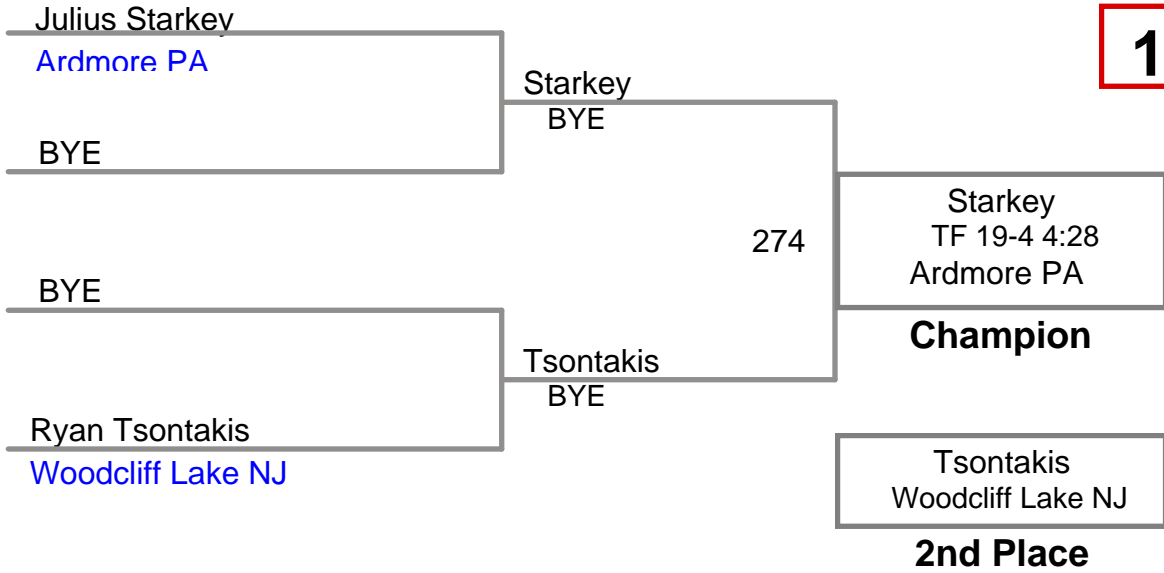 Julius Starkey
Ardmore PA
1
Starkey
BYE
BYE
Starkey
TF 19-4 4:28
Ardmore PA
274
BYE
Champion
Tsontakis
BYE
Ryan Tsontakis
Woodcliff Lake NJ
Tsontakis
Woodcliff Lake NJ
2nd Place